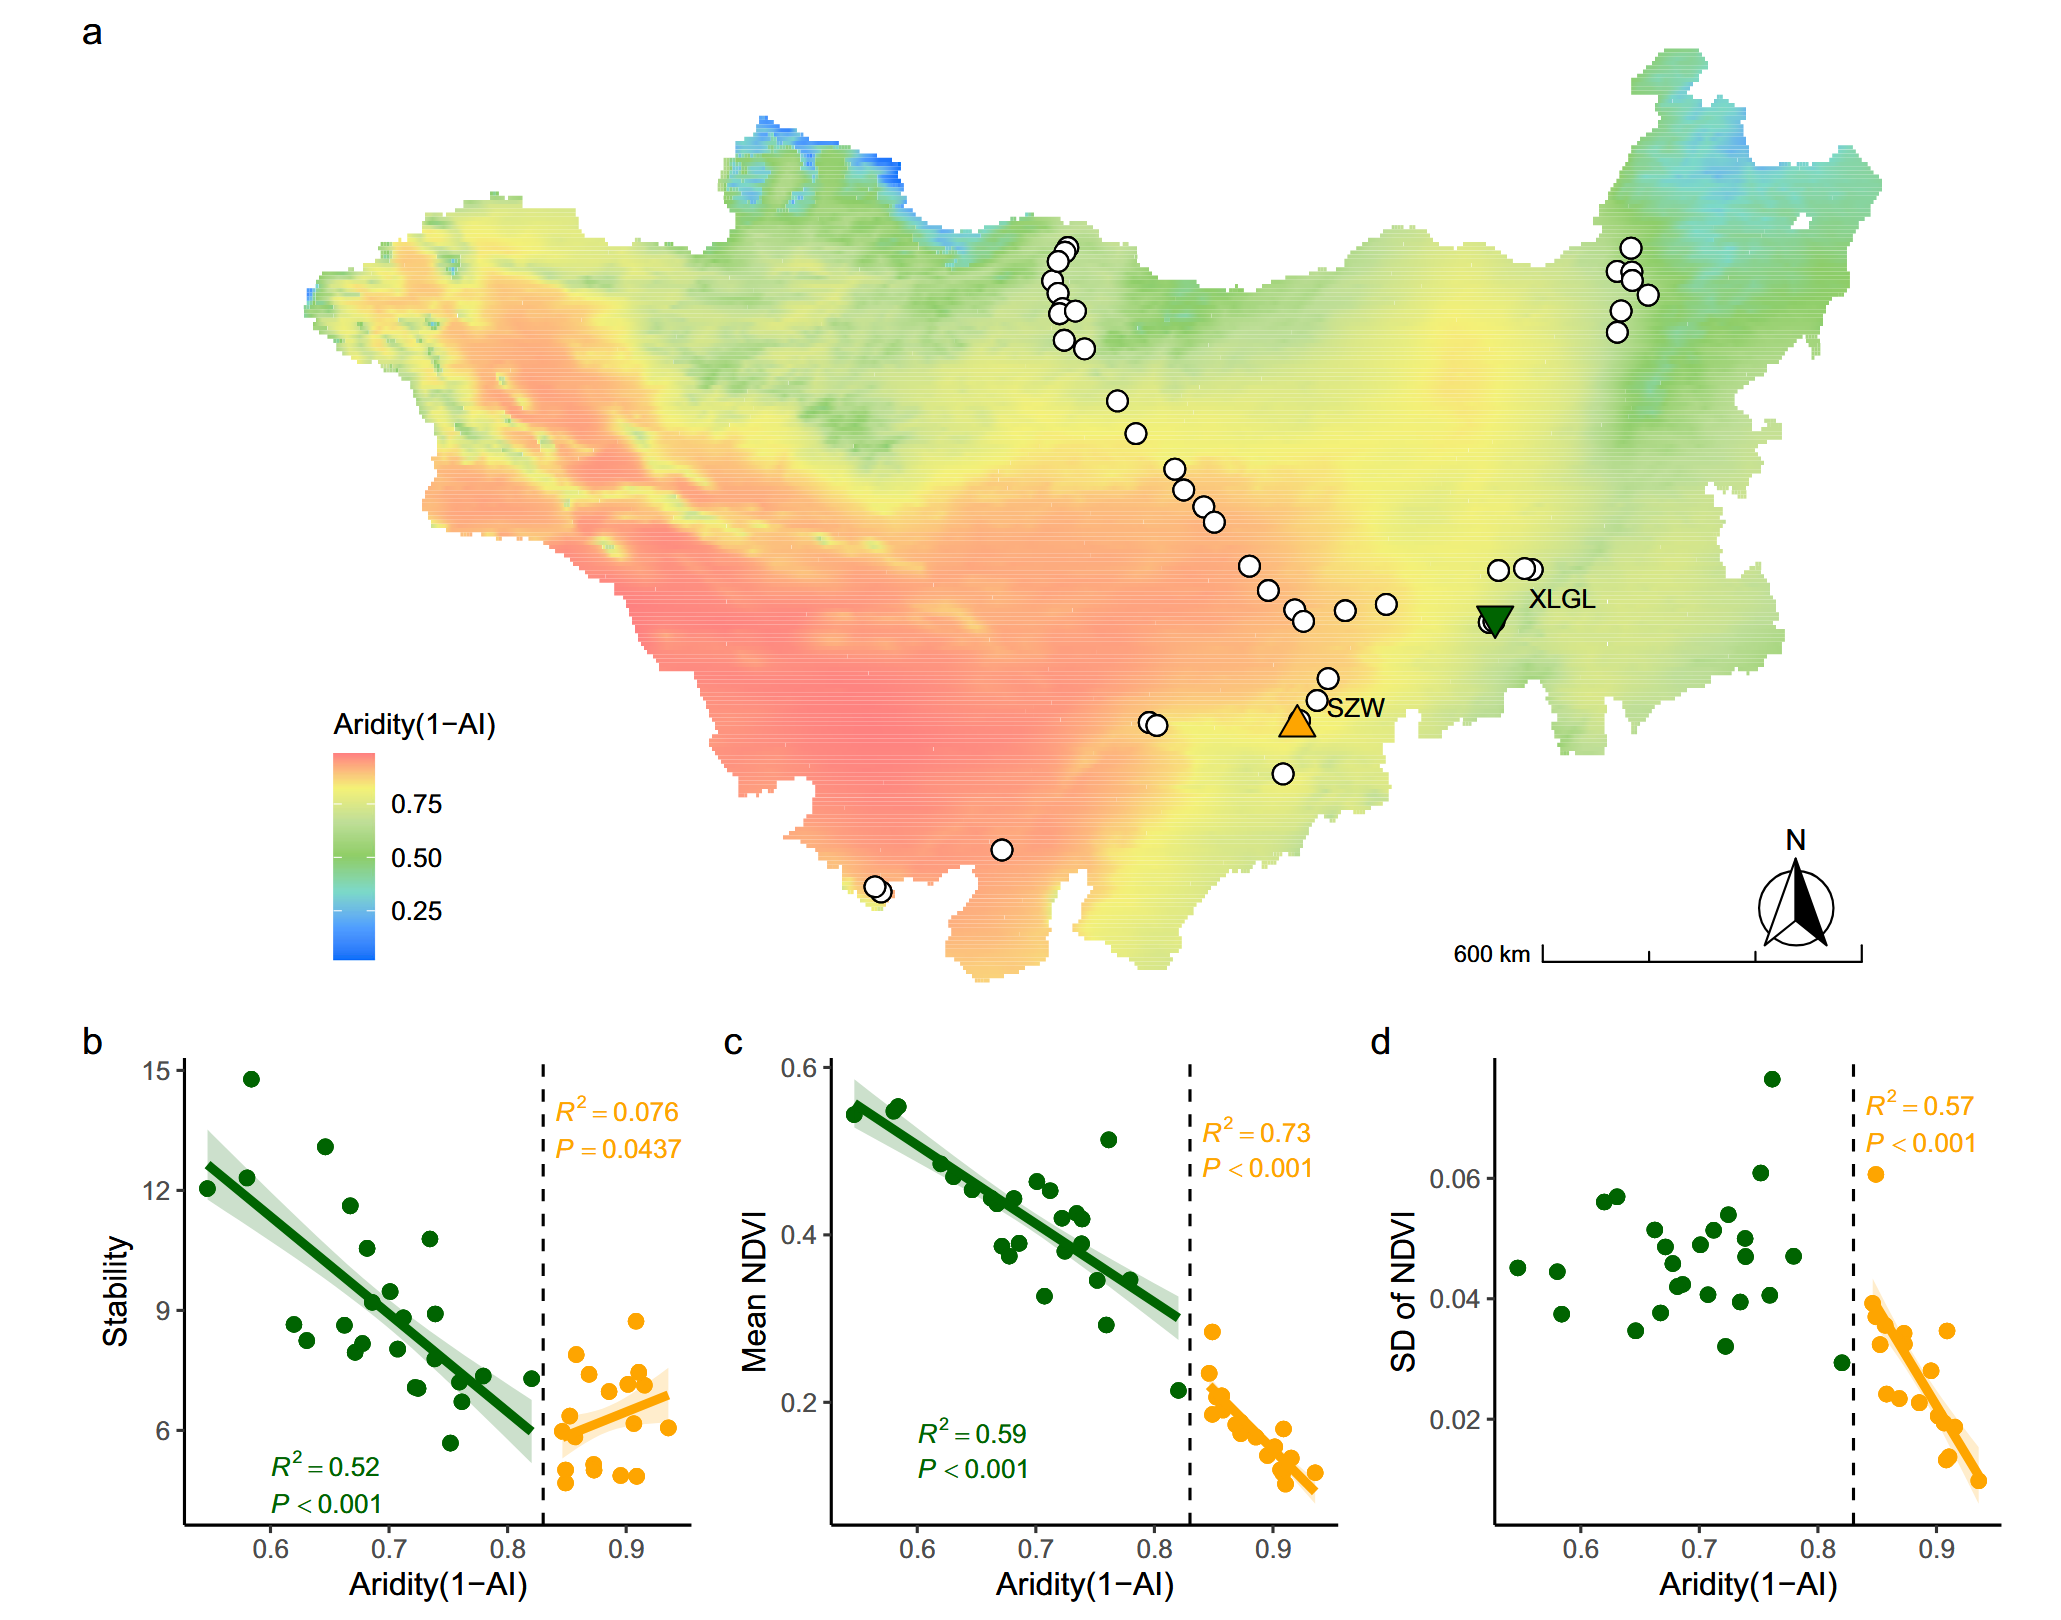 a
XLGL
SZW
Aridity(1−AI)
0.75
0.50
0.25
N
600 km
b
15
12
9
6
Stability
R² = 0.076
P = 0.0437
R² = 0.52
P < 0.001
0.6 0.7 0.8 0.9
Aridity(1−AI)
c
0.6
0.4
0.2
Mean NDVI
R² = 0.73
P < 0.001
R² = 0.59
P < 0.001
0.6 0.7 0.8 0.9
Aridity(1−AI)
d
0.06
0.04
0.02
SD of NDVI
R² = 0.57
P < 0.001
0.6 0.7 0.8 0.9
Aridity(1−AI)